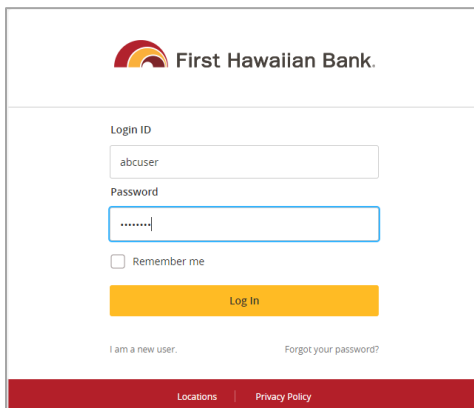 First Hawaiian Bank.
Login ID
abcuser
Password
••••••••
Remember me
Log In
I am a new user. Forgot your password?
Locations | Privacy Policy